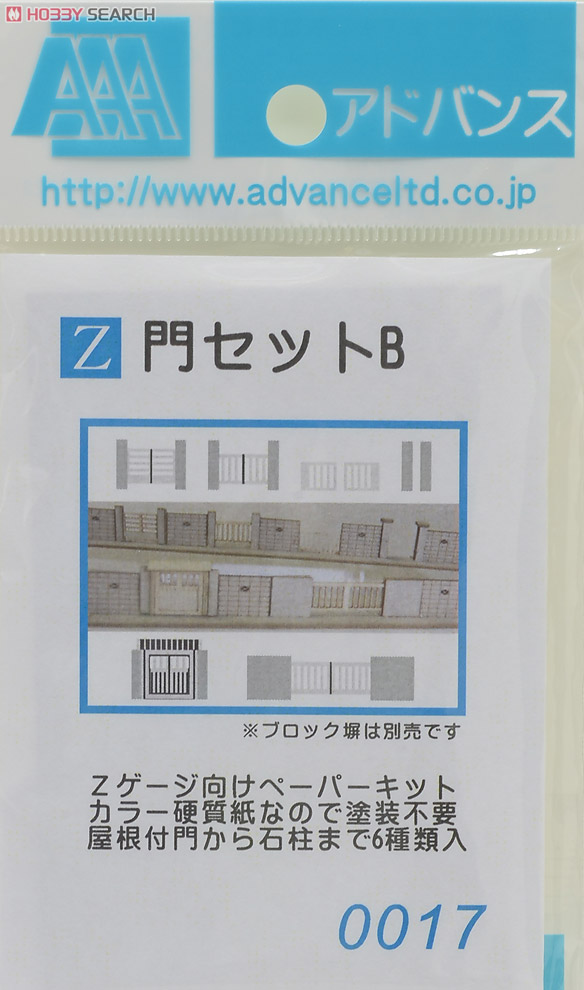 HOBBY SEARCH
AAA
アドバンス
http://www.advanceltd.co.jp
Z 門セットB
※ブロック塀は別売です
Zゲージ向けペーパーキット
カラー硬質紙なので塗装不要
屋根付門から石柱まで6種類入
0017